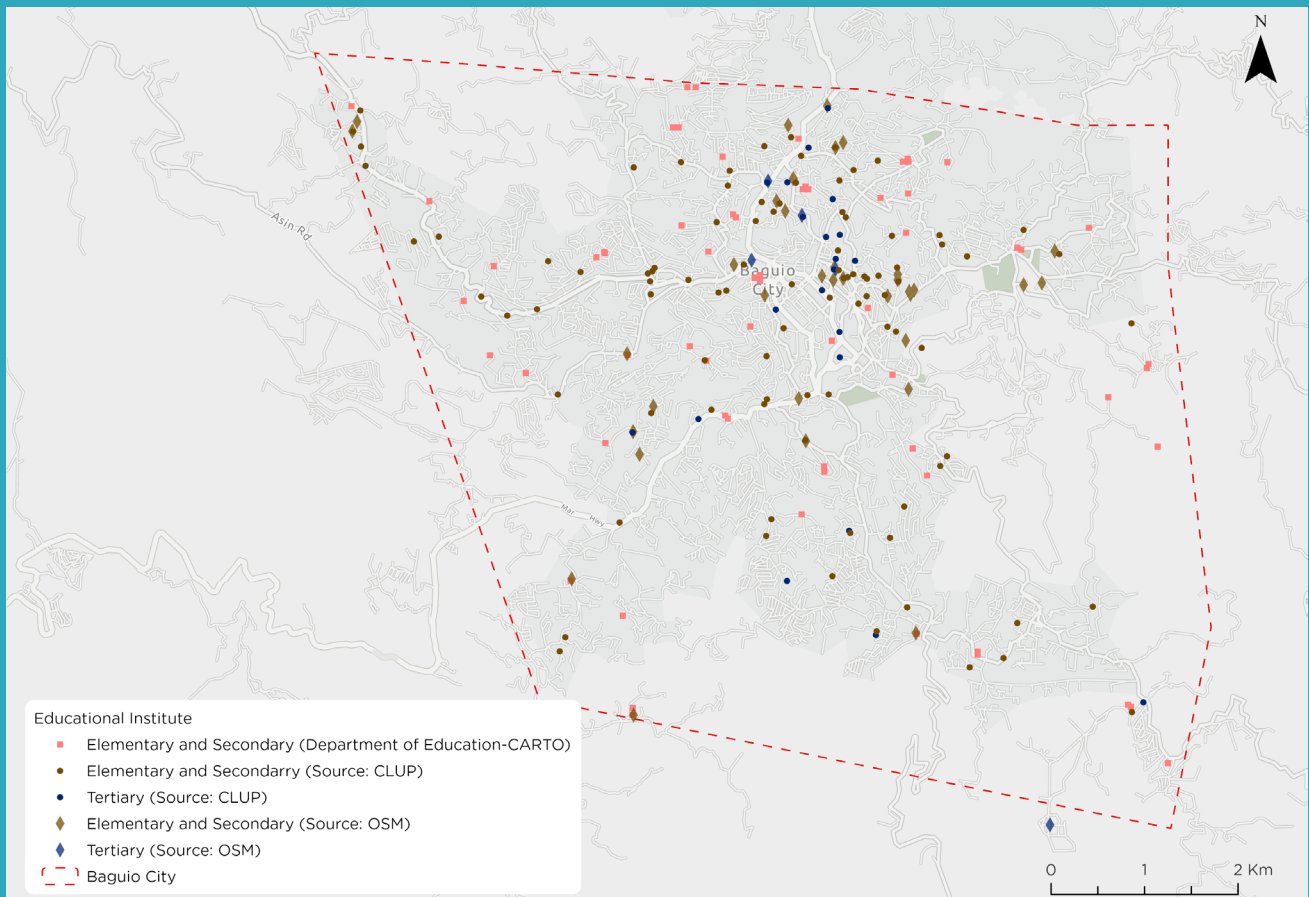 N
Asin Rd
Baguio
City
Mar Hwy
Educational Institute
Elementary and Secondary (Department of Education-CARTO)
Elementary and Secondarry (Source: CLUP)
Tertiary (Source: CLUP)
Elementary and Secondary (Source: OSM)
Tertiary (Source: OSM)
Baguio City
0 1 2 Km